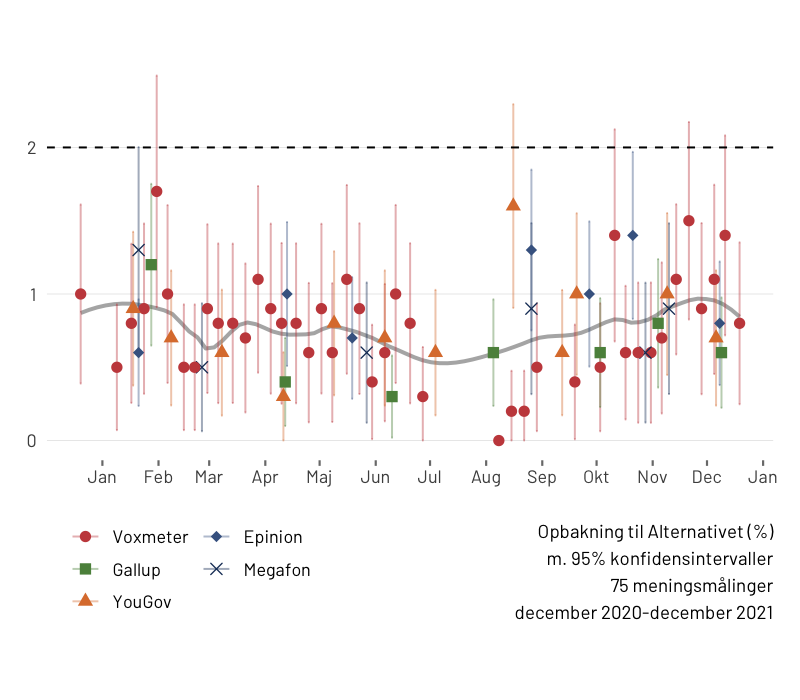 2
1
0
Jan Feb Mar Apr Maj Jun Jul Aug Sep Okt Nov Dec Jan
Voxmeter Epinion
Gallup Megafon
YouGov
Opbakning til Alternativet (%)
m. 95% konfidensintervaller
75 meningsmålinger
december 2020-december 2021